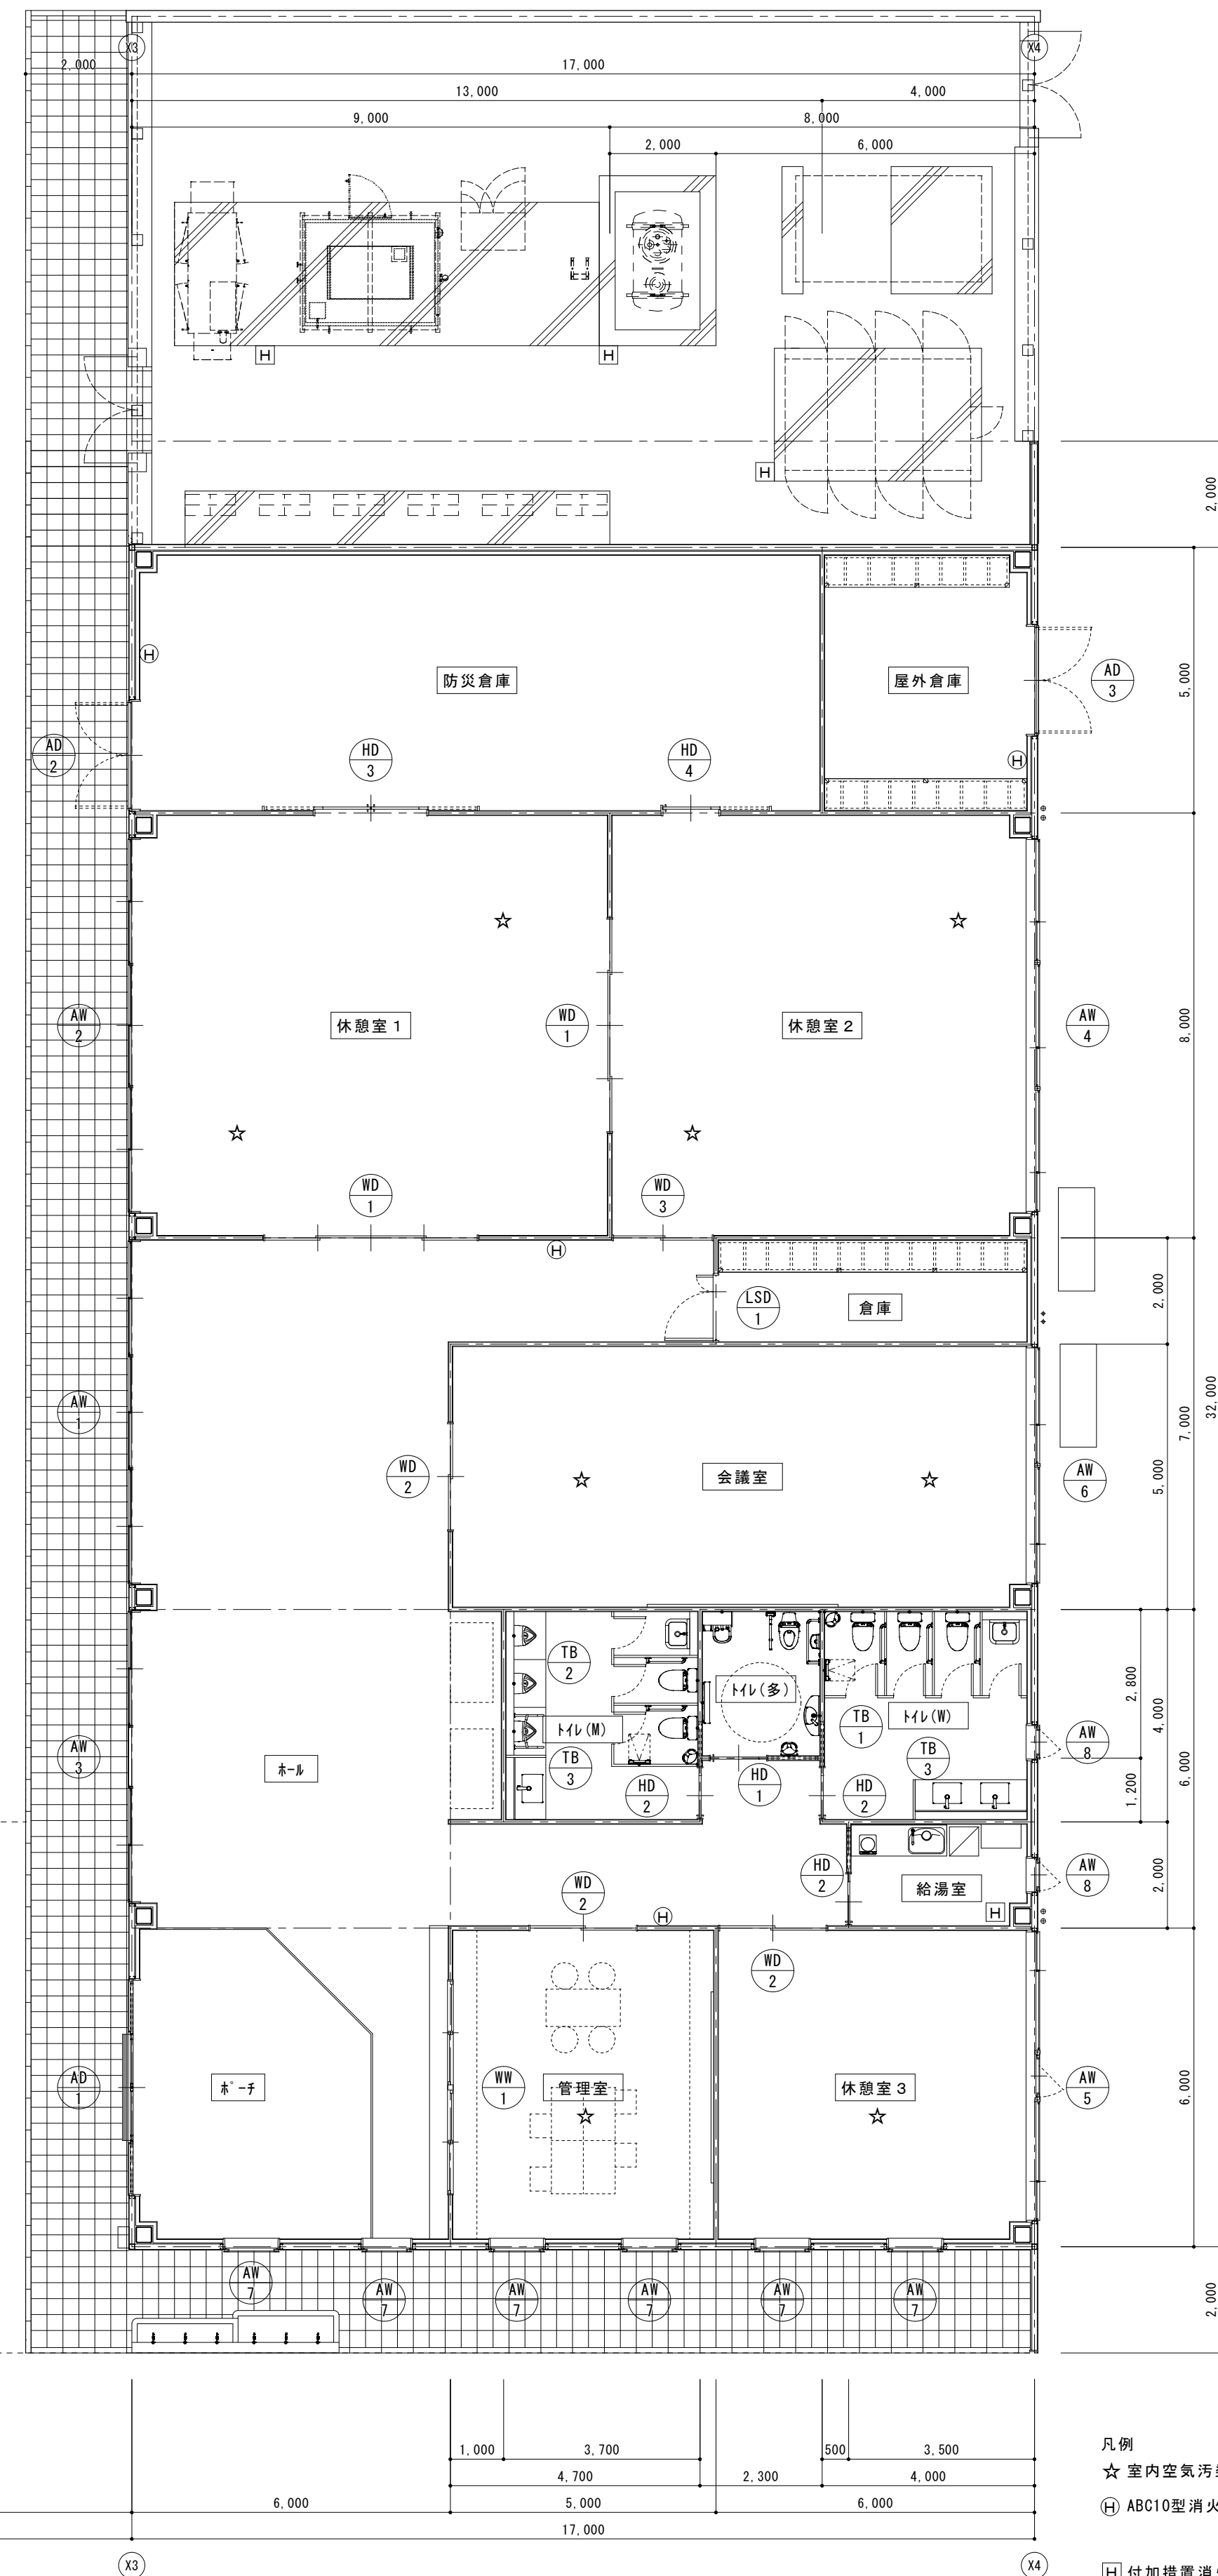 X3
X4
2,000
17,000
13,000
4,000
9,000
8,000
2,000
6,000
H
H
H
2,000
H
防災倉庫
屋外倉庫
AD
3
5,000
AD
2
HD
3
HD
4
H
AW
2
休憩室1
WD
1
休憩室2
AW
4
8,000
WD
1
WD
3
H
LSD
1
倉庫
2,000
AW
1
32,000
7,000
WD
2
会議室
AW
6
5,000
TB
2
トイレ(多)
トイレ(M)
TB
1
トイレ(W)
2,800
4,000
AW
3
ホール
TB
3
TB
3
AW
8
6,000
HD
2
HD
1
HD
2
1,200
HD
2
給湯室
AW
8
2,000
WD
2
H
H
WD
2
AD
1
ポーチ
WW
1
管理室
休憩室3
AW
5
6,000
AW
7
AW
7
AW
7
AW
7
AW
7
AW
7
2,000
1,000
3,700
500
3,500
4,700
2,300
4,000
6,000
5,000
6,000
17,000
X3
X4
凡例
☆ 室内空気汚
H ABC10型消火
H 付加措置消